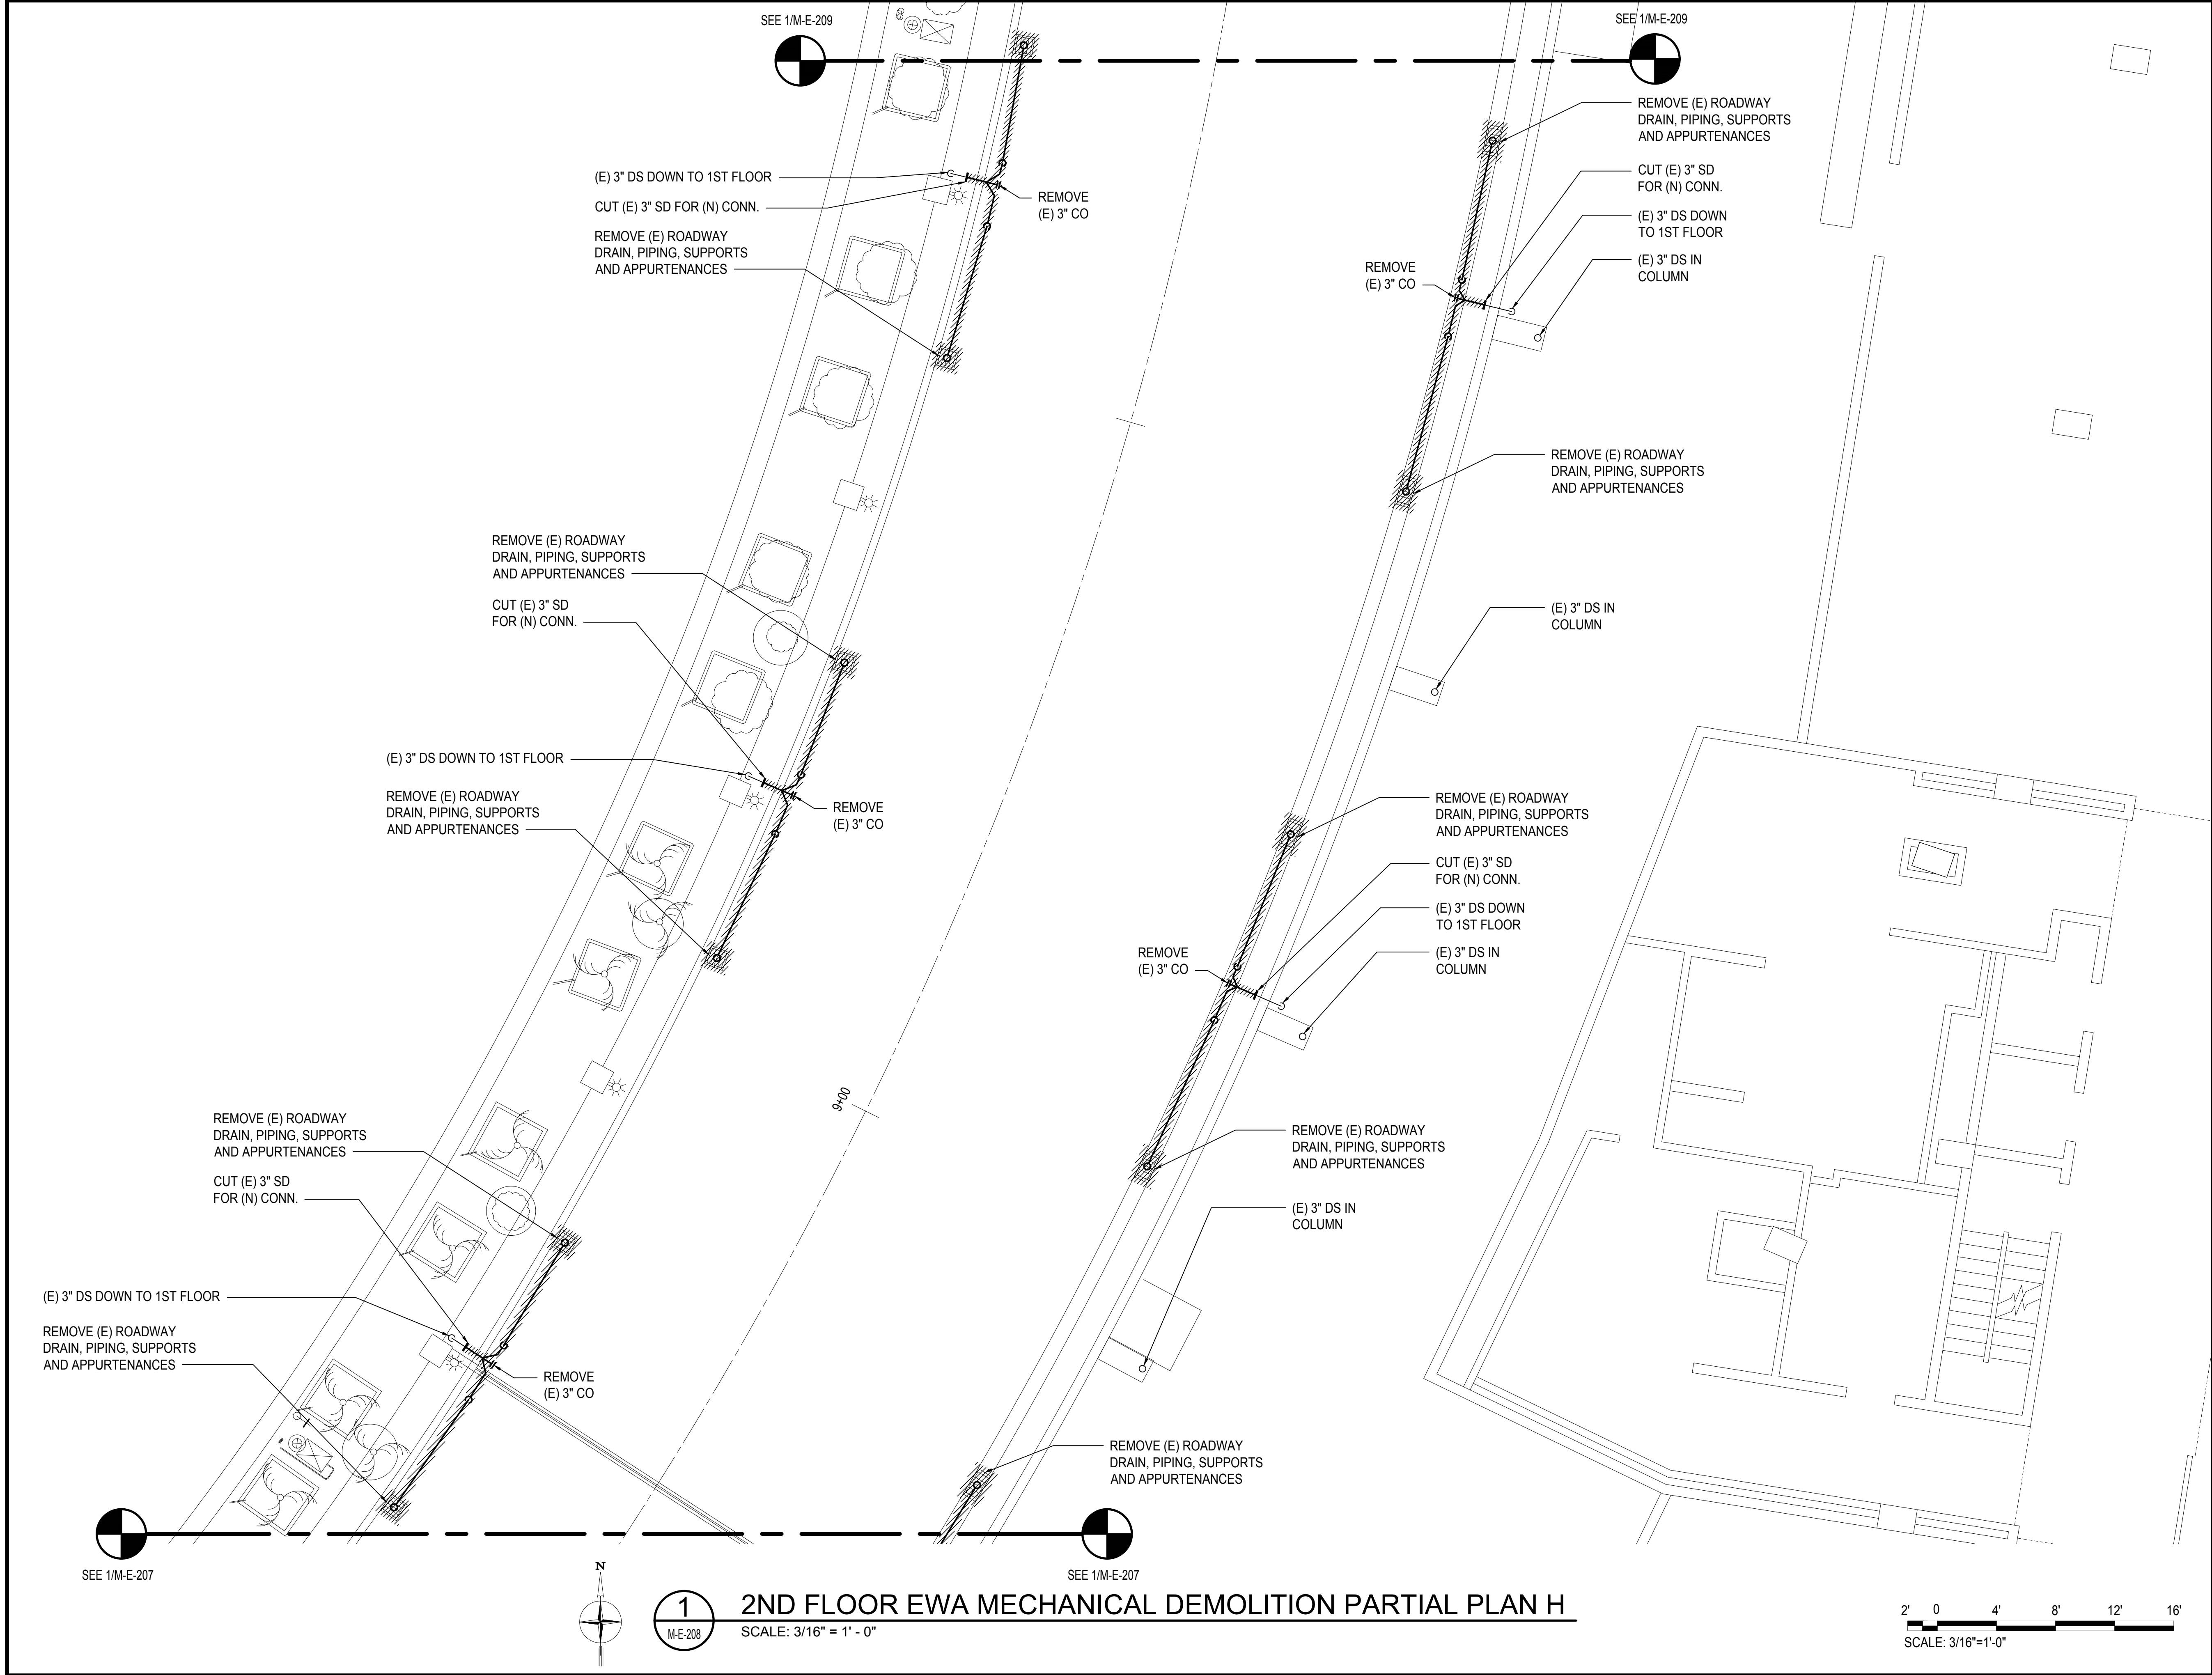 SEE 1/M-E-209
SEE 1/M-E-209
REMOVE (E) ROADWAY
DRAIN, PIPING, SUPPORTS
AND APPURTENANCES
(E) 3" DS DOWN TO 1ST FLOOR
CUT (E) 3" SD FOR (N) CONN.
REMOVE (E) ROADWAY
DRAIN, PIPING, SUPPORTS
AND APPURTENANCES
REMOVE
(E) 3" CO
CUT (E) 3" SD
FOR (N) CONN.
(E) 3" DS DOWN
TO 1ST FLOOR
(E) 3" DS IN
COLUMN
REMOVE
(E) 3" CO
REMOVE (E) ROADWAY
DRAIN, PIPING, SUPPORTS
AND APPURTENANCES
REMOVE (E) ROADWAY
DRAIN, PIPING, SUPPORTS
AND APPURTENANCES
CUT (E) 3" SD
FOR (N) CONN.
(E) 3" DS IN
COLUMN
(E) 3" DS DOWN TO 1ST FLOOR
REMOVE (E) ROADWAY
DRAIN, PIPING, SUPPORTS
AND APPURTENANCES
REMOVE
(E) 3" CO
REMOVE (E) ROADWAY
DRAIN, PIPING, SUPPORTS
AND APPURTENANCES
CUT (E) 3" SD
FOR (N) CONN.
(E) 3" DS DOWN
TO 1ST FLOOR
REMOVE
(E) 3" CO
(E) 3" DS IN
COLUMN
9+00
REMOVE (E) ROADWAY
DRAIN, PIPING, SUPPORTS
AND APPURTENANCES
CUT (E) 3" SD
FOR (N) CONN.
REMOVE (E) ROADWAY
DRAIN, PIPING, SUPPORTS
AND APPURTENANCES
(E) 3" DS IN
COLUMN
(E) 3" DS DOWN TO 1ST FLOOR
REMOVE (E) ROADWAY
DRAIN, PIPING, SUPPORTS
AND APPURTENANCES
REMOVE
(E) 3" CO
REMOVE (E) ROADWAY
DRAIN, PIPING, SUPPORTS
AND APPURTENANCES
SEE 1/M-E-207
SEE 1/M-E-207
N
1
M-E-208
2ND FLOOR EWA MECHANICAL DEMOLITION PARTIAL PLAN H
SCALE: 3/16" = 1' - 0"
2' 0 4' 8' 12' 16'
SCALE: 3/16"=1'-0"